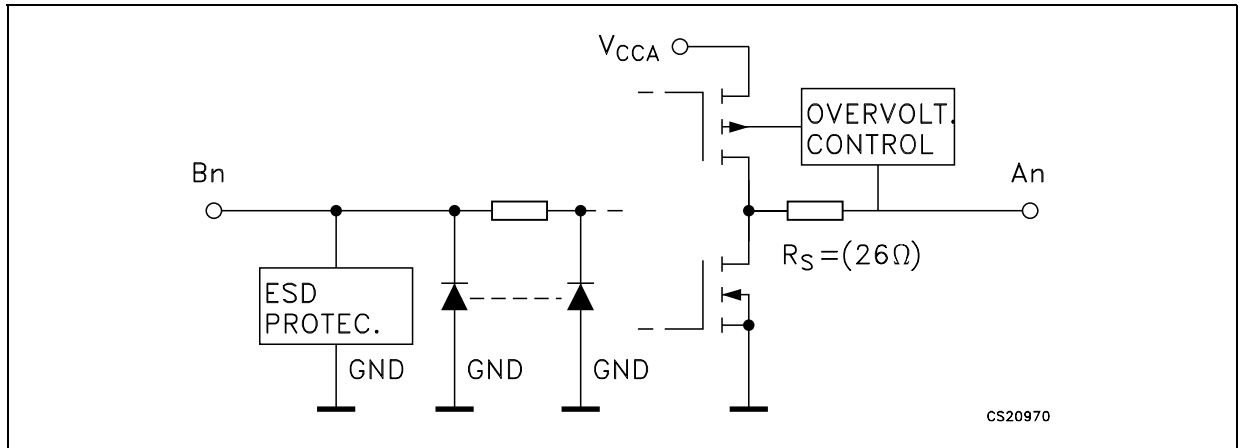 VCCA
OVERVOLT.
CONTROL
Bn
An
RS=(26Ω)
ESD
PROTEC.
GND
GND
GND
CS20970